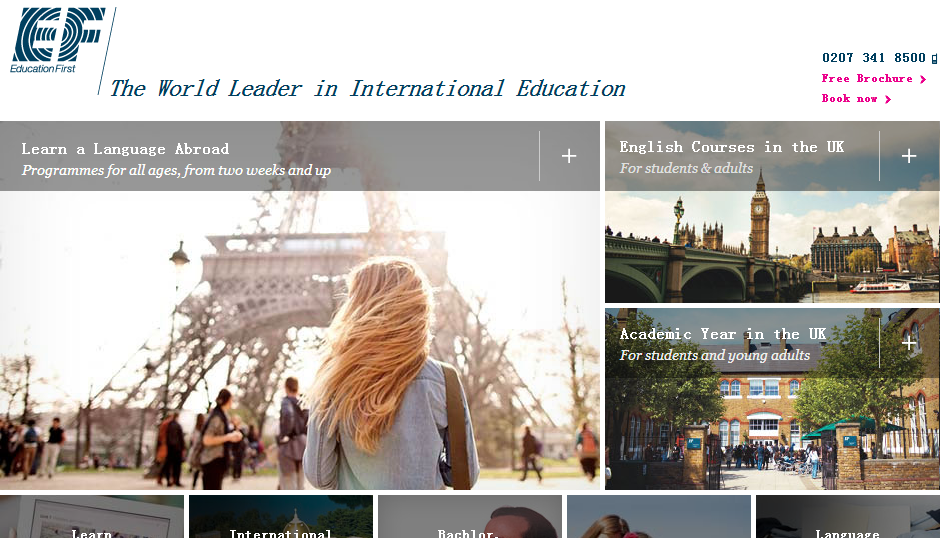 EF
Education First
The World Leader in International Education
0207 341 8500
Free Brochure
Book now
Learn a Language Abroad
Programmes for all ages, from two weeks and up
English Courses in the UK
For students & adults
Academic Year in the UK
For students and young adults
Learn
International
Bachlor,
Language